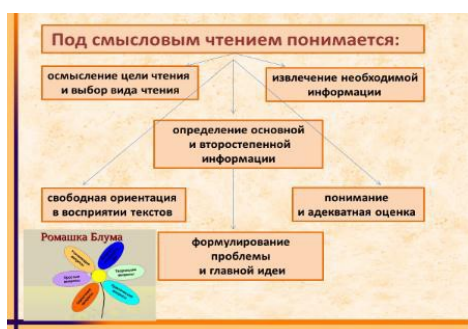 Под смысловым чтением понимается:
осмысление цели чтения
и выбор вида чтения
извлечение необходимой
информации
определение основной
и второстепенной
информации
свободная ориентация
в восприятии текстов
понимание
и адекватная оценка
формулирование
проблемы
и главной идеи
Ромашка Блума